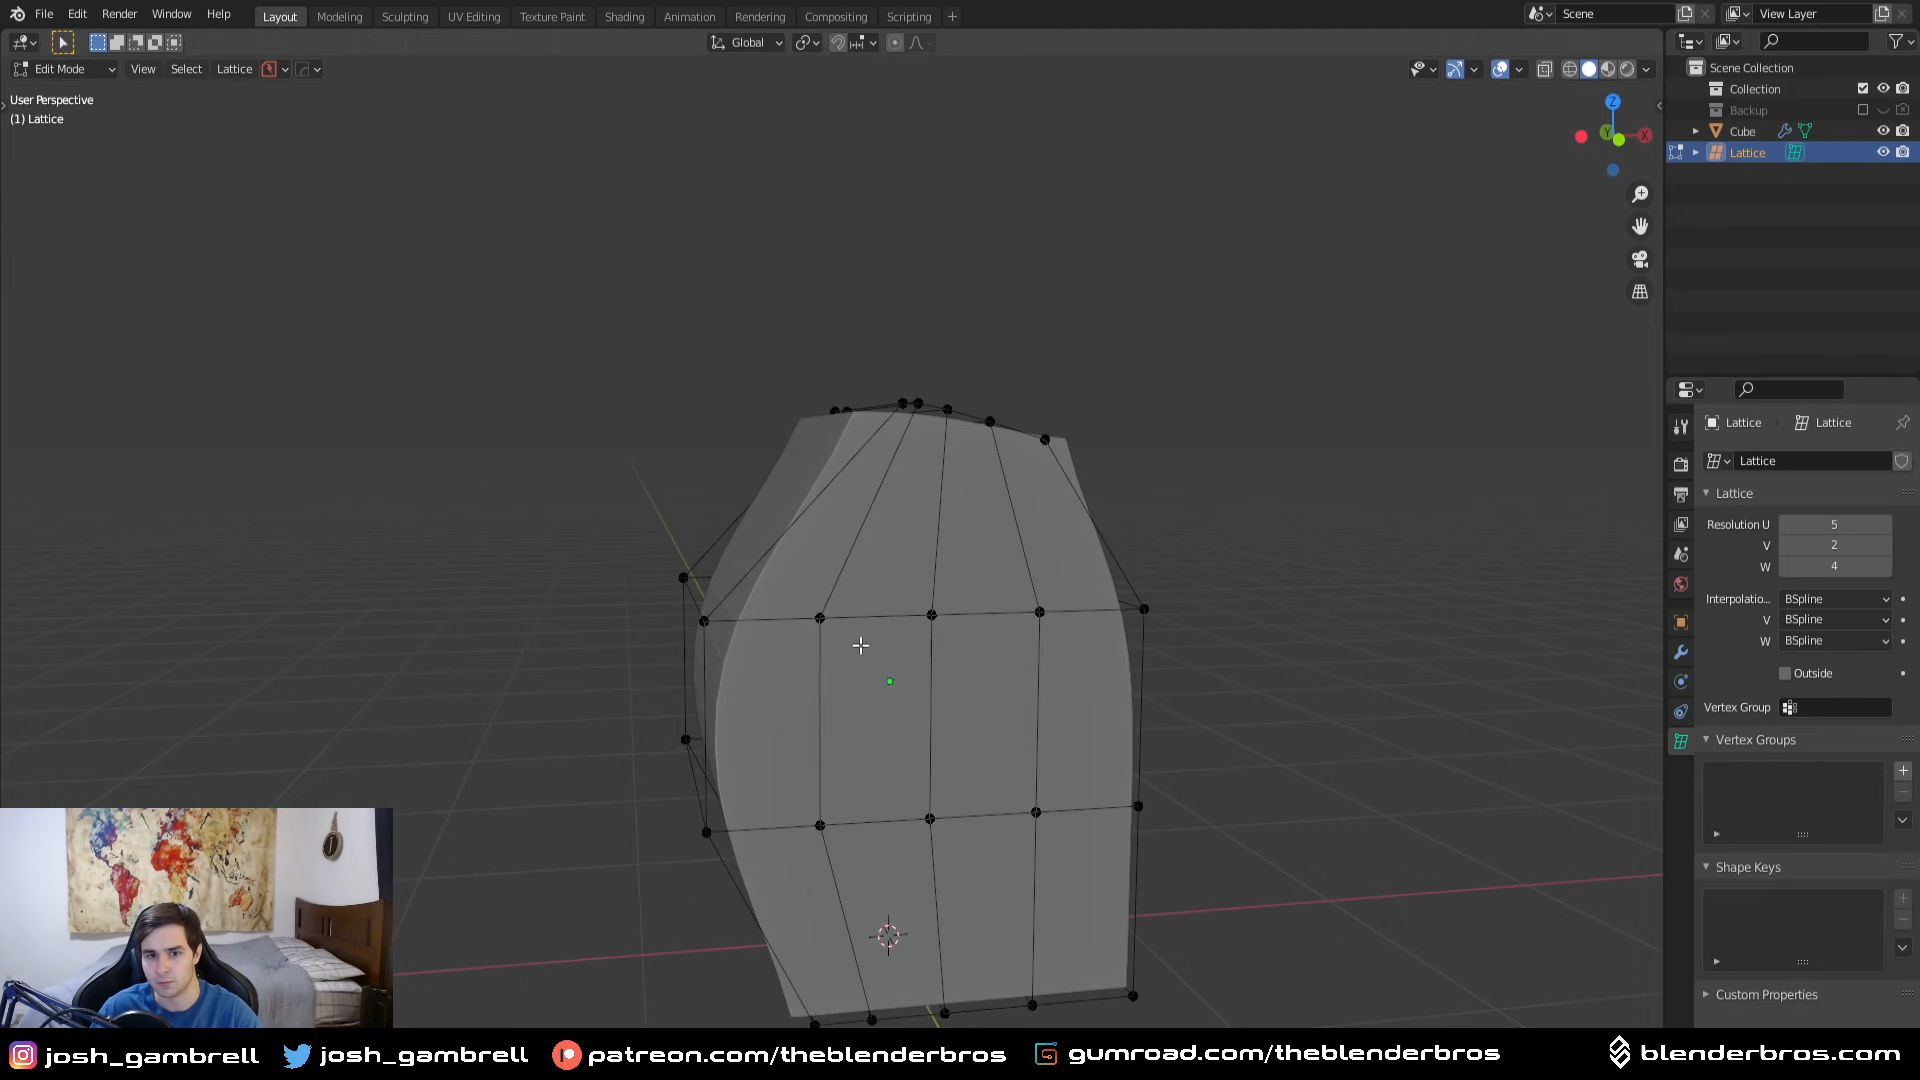 File Edit Render Window Help Layout Modeling Sculpting UV Editing Texture Paint Shading Animation Rendering Compositing Scripting + Scene View Layer
Global
Edit Mode View Select Lattice
User Perspective
(1) Lattice
Z
Y
X
Scene Collection
Collection
Backup
Cube
Lattice
Lattice Lattice
Lattice
Lattice
Resolution U 5
V 2
W 4
Interpolatio... BSpline
V BSpline
W BSpline
Outside
Vertex Group
Vertex Groups
Shape Keys
Custom Properties
josh_gambrell josh_gambrell patreon.com/theblenderbros gumroad.com/theblenderbros blenderbros.com